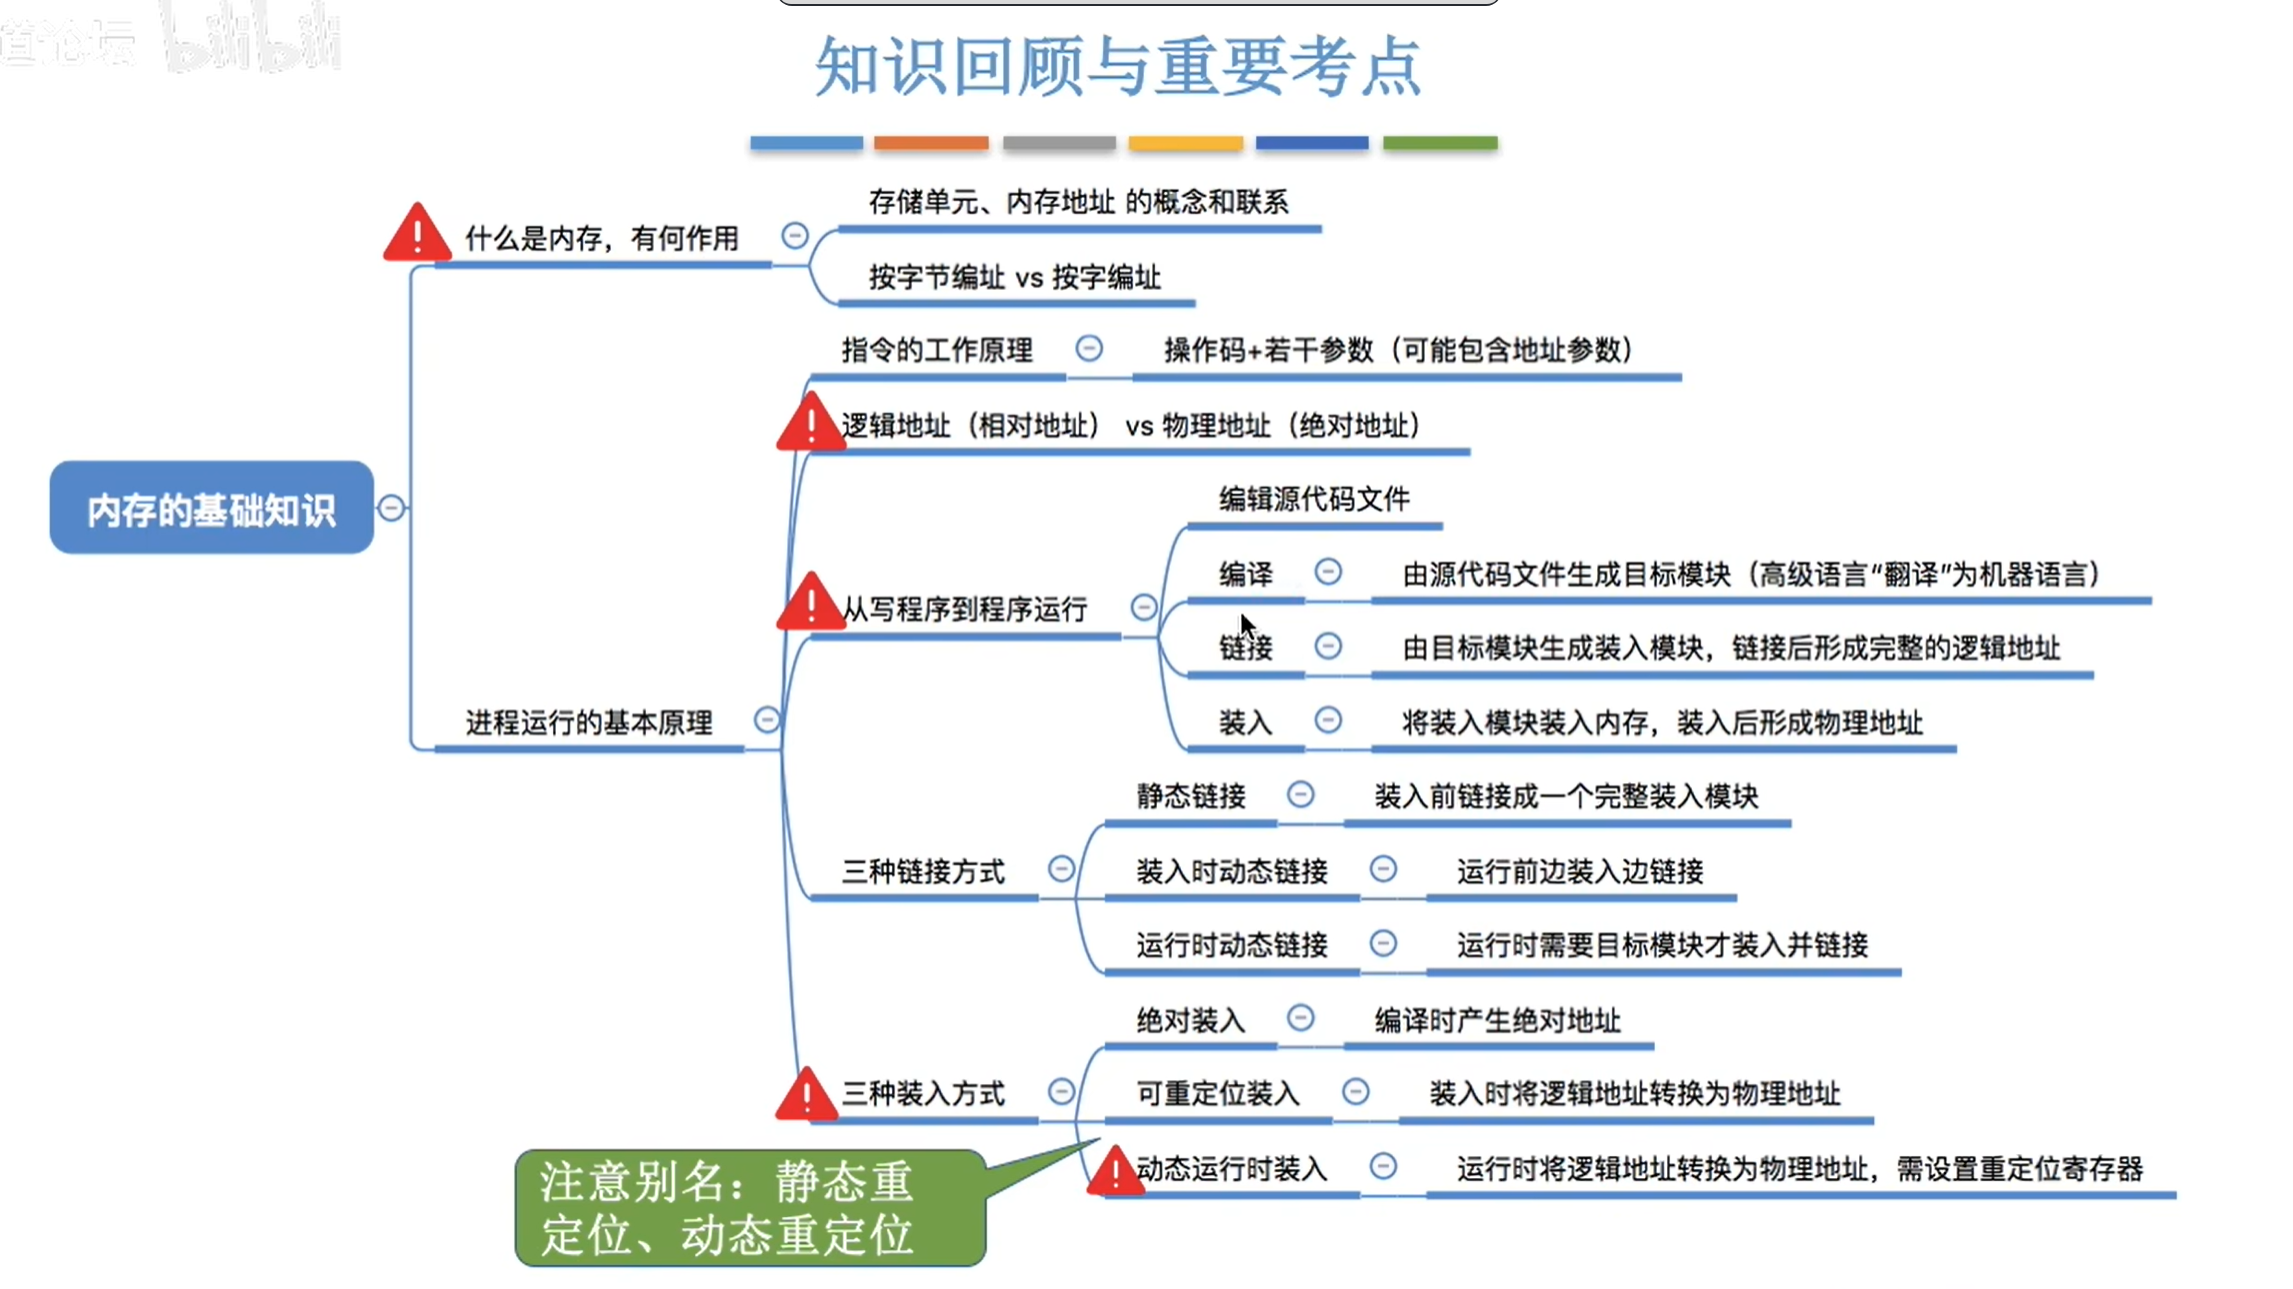 道论坛 bilibili
知识回顾与重要考点
存储单元、内存地址 的概念和联系
什么是内存，有何作用
按字节编址 vs 按字编址
指令的工作原理
操作码+若干参数（可能包含地址参数）
逻辑地址（相对地址） vs 物理地址（绝对地址）
内存的基础知识
编辑源代码文件
编译
由源代码文件生成目标模块（高级语言“翻译”为机器语言）
从写程序到程序运行
链接
由目标模块生成装入模块，链接后形成完整的逻辑地址
进程运行的基本原理
装入
将装入模块装入内存，装入后形成物理地址
静态链接
装入前链接成一个完整装入模块
三种链接方式
装入时动态链接
运行前边装入边链接
运行时动态链接
运行时需要目标模块才装入并链接
绝对装入
编译时产生绝对地址
三种装入方式
可重定位装入
装入时将逻辑地址转换为物理地址
动态运行时装入
运行时将逻辑地址转换为物理地址，需设置重定位寄存器
注意别名：静态重
定位、动态重定位